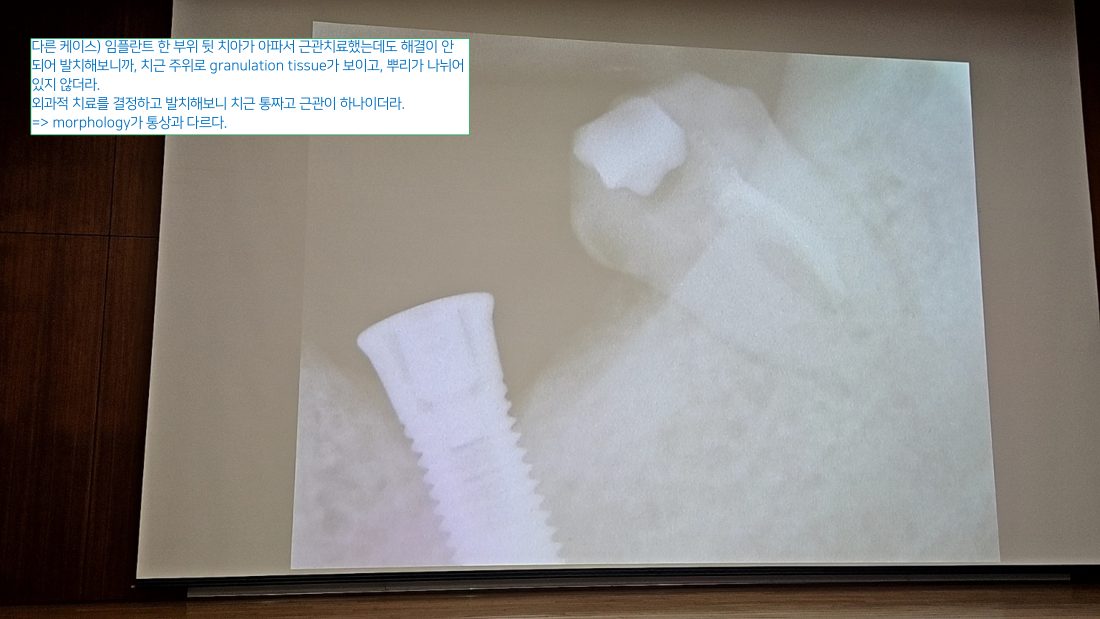 다른 케이스) 임플란트 한 부위 뒷 치아가 아파서 근관치료했는데도 해결이 안
되어 발치해보니까, 치근 주위로 granulation tissue가 보이고, 뿌리가 나뉘어
있지 않더라.
외과적 치료를 결정하고 발치해보니 치근 통짜고 근관이 하나이더라.
=> morphology가 통상과 다르다.